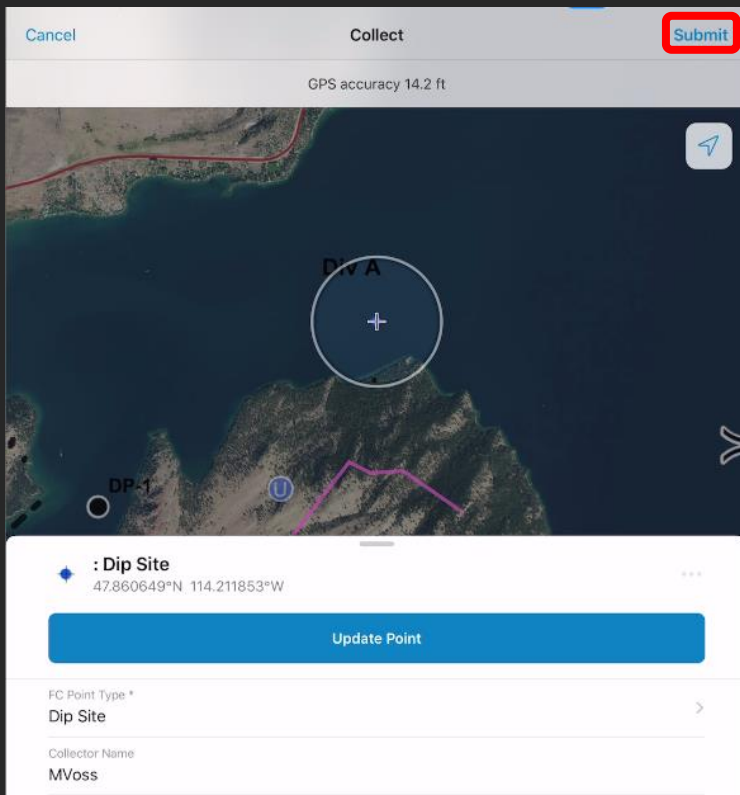 Cancel
Collect
Submit
GPS accuracy 14.2 ft
Div A
DP-1
U
: Dip Site
47.860649°N 114.211853°W
Update Point
FC Point Type *
Dip Site
Collector Name
MVoss